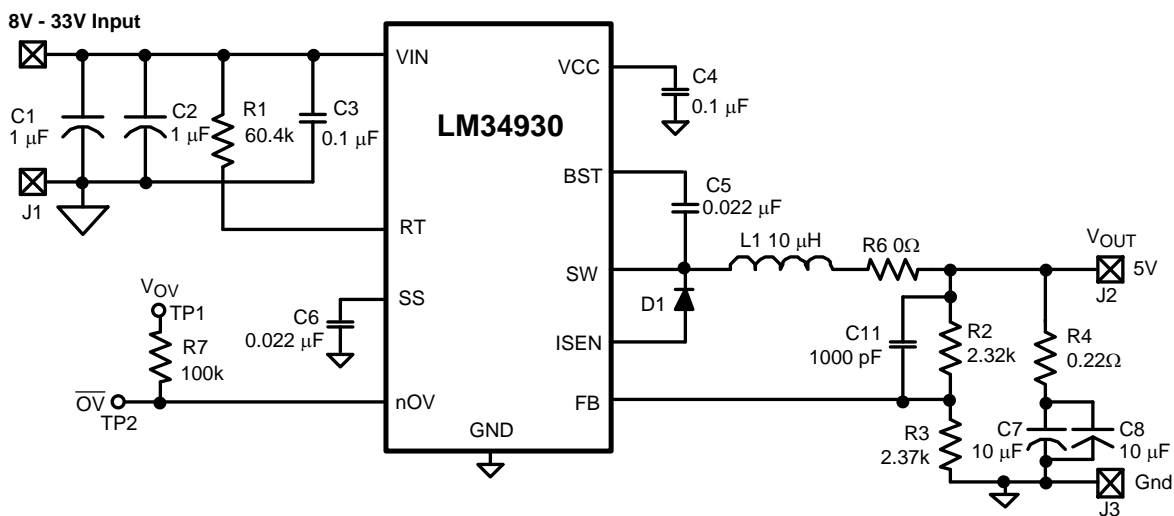 8V - 33V Input
VIN
VCC
C4
0.1 μF
LM34930
C1
1 μF
C2
1 μF
R1
60.4k
C3
0.1 μF
BST
C5
0.022 μF
J1
RT
L1 10 μH
R6 0Ω
VOUT
5V
J2
SW
VOV
TP1
SS
C6
0.022 μF
D1
ISEN
C11
1000 pF
R2
2.32k
R4
0.22Ω
R7
100k
OV
TP2
nOV
FB
GND
R3
2.37k
C7
10 μF
C8
10 μF
Gnd
J3